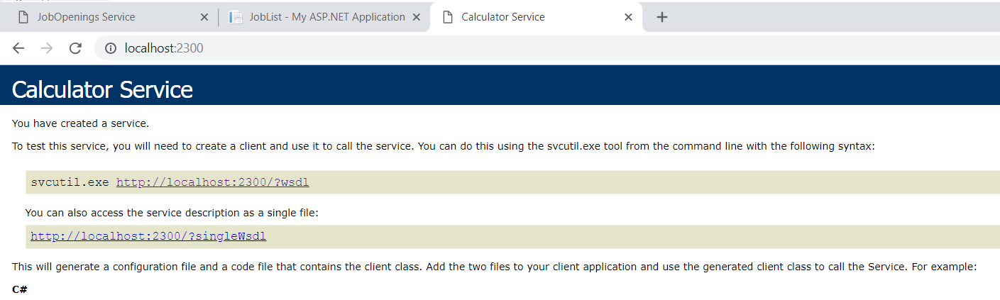 JobOpenings Service
JobList - My ASP.NET Application
Calculator Service
localhost:2300
Calculator Service
You have created a service.
To test this service, you will need to create a client and use it to call the service. You can do this using the svcutil.exe tool from the command line with the following syntax:
svcutil.exe http://localhost:2300/?wsdl
You can also access the service description as a single file:
http://localhost:2300/?singleWsdl
This will generate a configuration file and a code file that contains the client class. Add the two files to your client application and use the generated client class to call the Service. For example:
C#